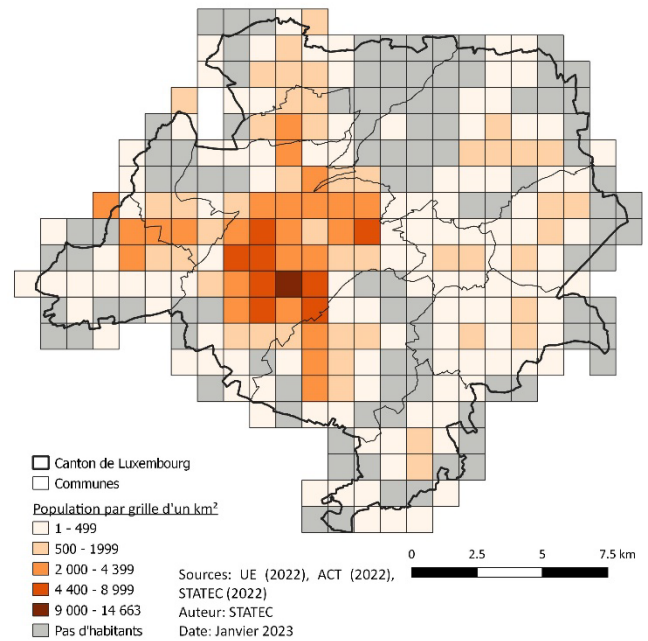 Canton de Luxembourg
Communes
Population par grille d'un km²
1 - 499
500 - 1999
2 000 - 4 399
4 400 - 8 999
9 000 - 14 663
Pas d'habitants
Sources: UE (2022), ACT (2022),
STATEC (2022)
Auteur: STATEC
Date: Janvier 2023
0 2.5 5 7.5 km